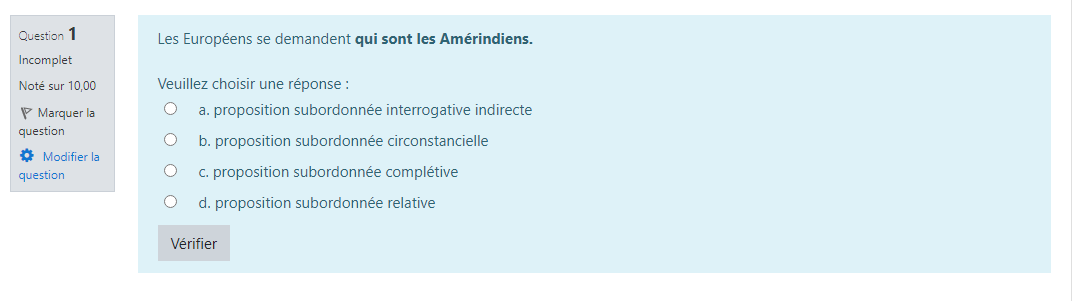 Question 1
Incomplet
Noté sur 10,00
Marquer la
question
Modifier la
question
Les Européens se demandent qui sont les Amérindiens.
Veuillez choisir une réponse :
a. proposition subordonnée interrogative indirecte
b. proposition subordonnée circonstancielle
c. proposition subordonnée complétive
d. proposition subordonnée relative
Vérifier